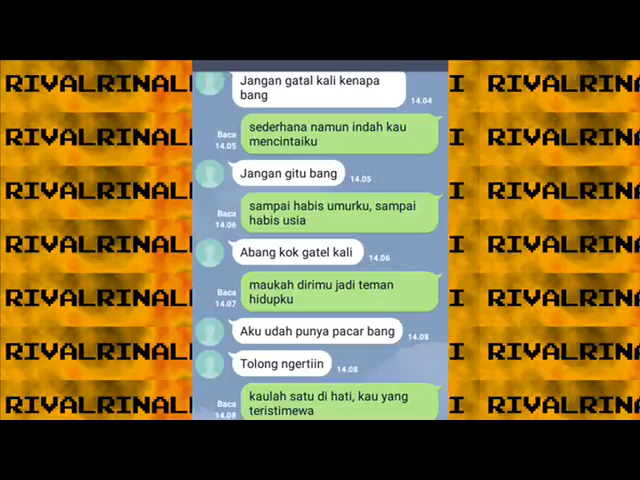 RIVALRINALI
RIVALRINALI
RIVALRINALI
RIVALRINALI
RIVALRINALI
RIVALRINALI
RIVALRINALI
Jangan gatal kali kenapa
bang
14.04
sederhana namun indah kau
mencintaiku
Baca
14.05
Jangan gitu bang
14.05
sampai habis umurku, sampai
habis usia
Baca
14.06
Abang kok gatel kali
14.06
maukah dirimu jadi teman
hidupku
Baca
14.07
Aku udah punya pacar bang
14.08
Tolong ngertiin
14.08
kaulah satu di hati, kau yang
teristimewa
Baca
14.08
I RIVALRINA
I RIVALRINA
I RIVALRINA
I RIVALRINA
I RIVALRINA
I RIVALRINA
I RIVALRINA